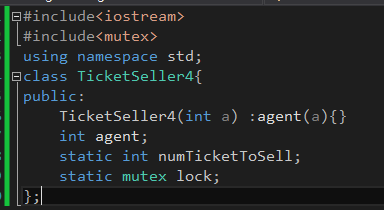 #include<iostream>
#include<mutex>
using namespace std;
class TicketSeller4{
public:
    TicketSeller4(int a) :agent(a){}
    int agent;
    static int numTicketToSell;
    static mutex lock;
};